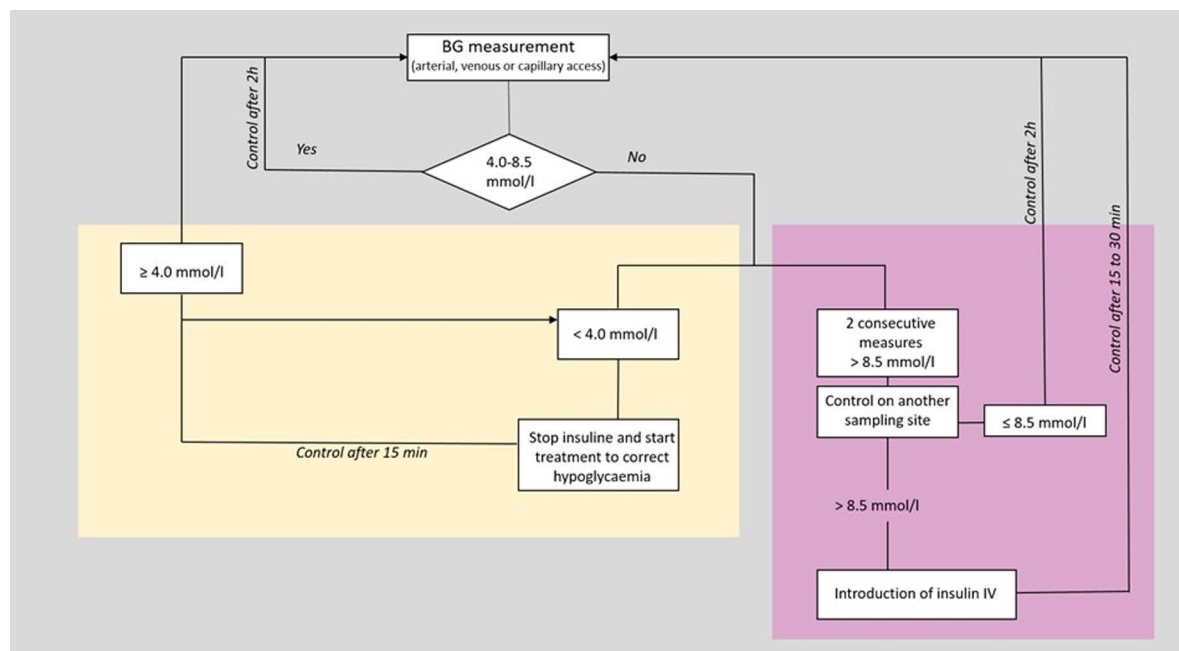 BG measurement
(arterial, venous or capillary access)
Control after 2h
Yes
4.0-8.5
mmol/l
No
Control after 2h
Control after 15 to 30 min
≥ 4.0 mmol/l
< 4.0 mmol/l
2 consecutive
measures
> 8.5 mmol/l
Control on another
sampling site
≤ 8.5 mmol/l
Stop insuline and start
treatment to correct
hypoglycaemia
Control after 15 min
> 8.5 mmol/l
Introduction of insulin IV